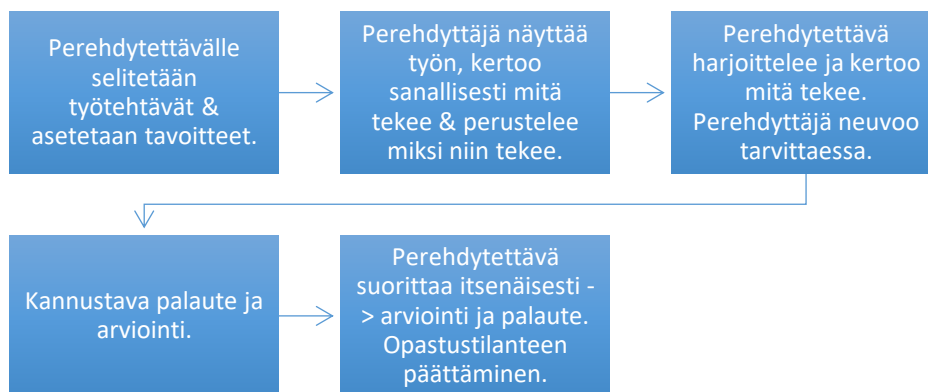 Perehdytettävälle
selitetään
työtehtävät &
asetetaan tavoitteet.
Perehdyttäjä näyttää
työn, kertoo
sanallisesti mitä
tekee & perustelee
miksi niin tekee.
Perehdytettävä
harjoittelee ja kertoo
mitä tekee.
Perehdyttäjä neuvoo
tarvittaessa.
Kannustava palaute ja
arviointi.
Perehdytettävä
suorittaa itsenäisesti -
> arviointi ja palaute.
Opastustilanteen
päättäminen.